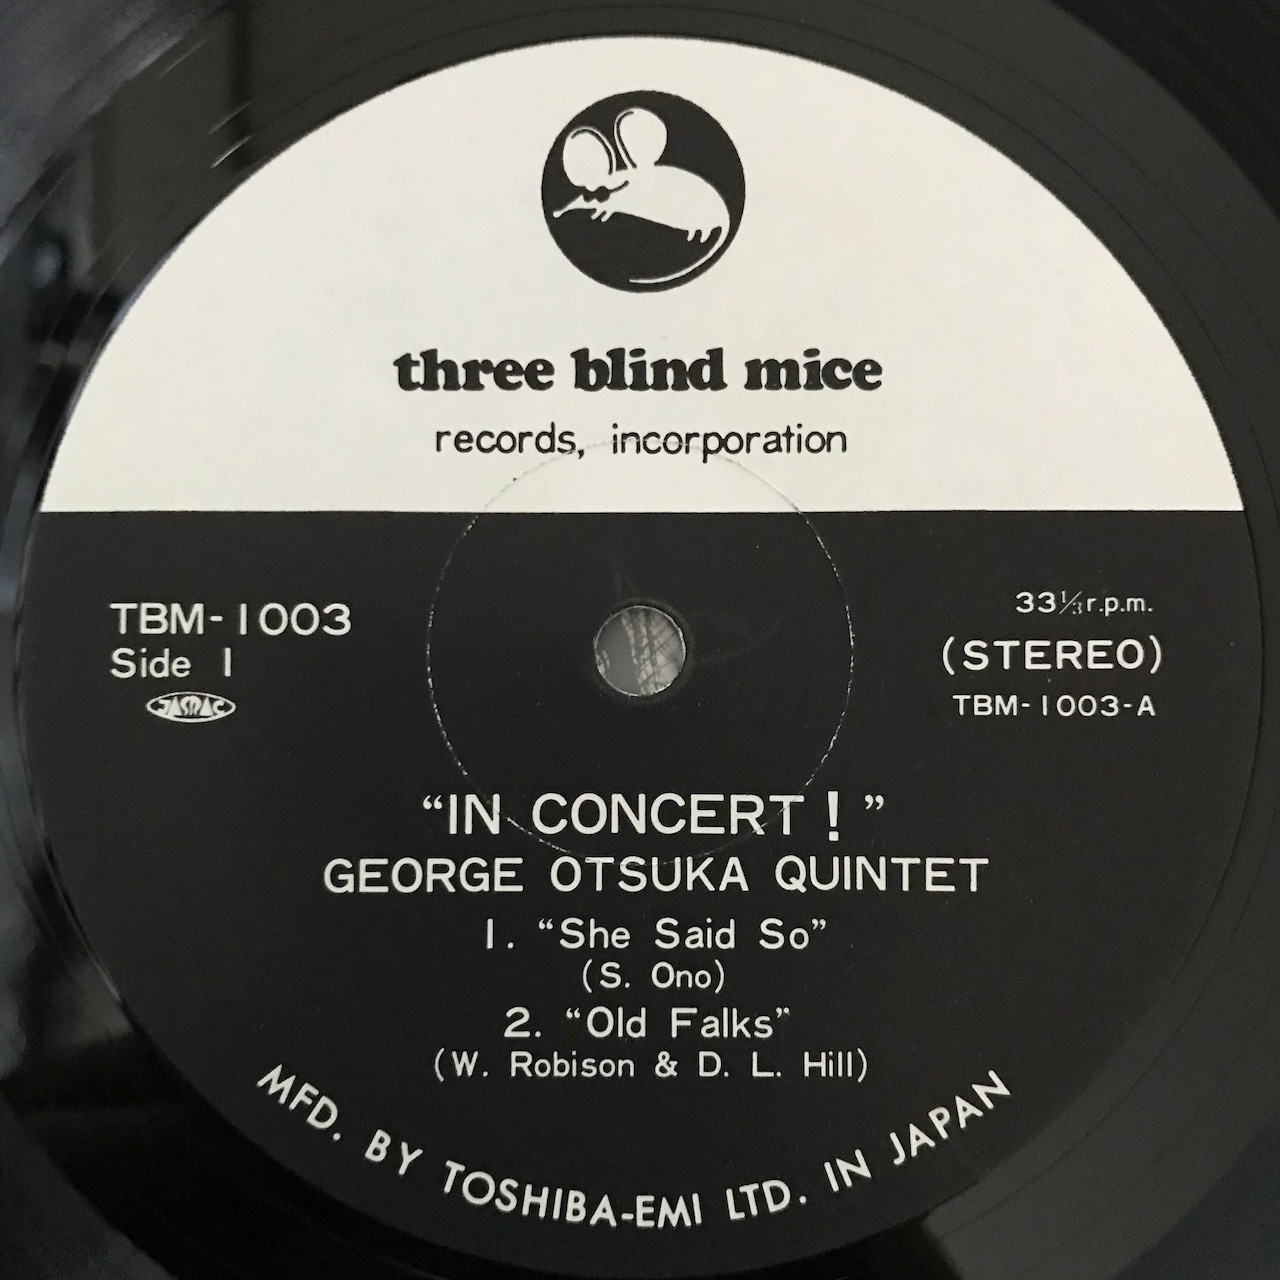 three blind mice
records, incorporation
TBM-1003
Side 1
JASRAC
33⅓r.p.m.
(STEREO)
TBM-1003-A
“IN CONCERT!”
GEORGE OTSUKA QUINTET
1. “She Said So”
(S. Ono)
2. “Old Falks”
(W. Robison & D. L. Hill)
MFD. BY TOSHIBA-EMI LTD. IN JAPAN